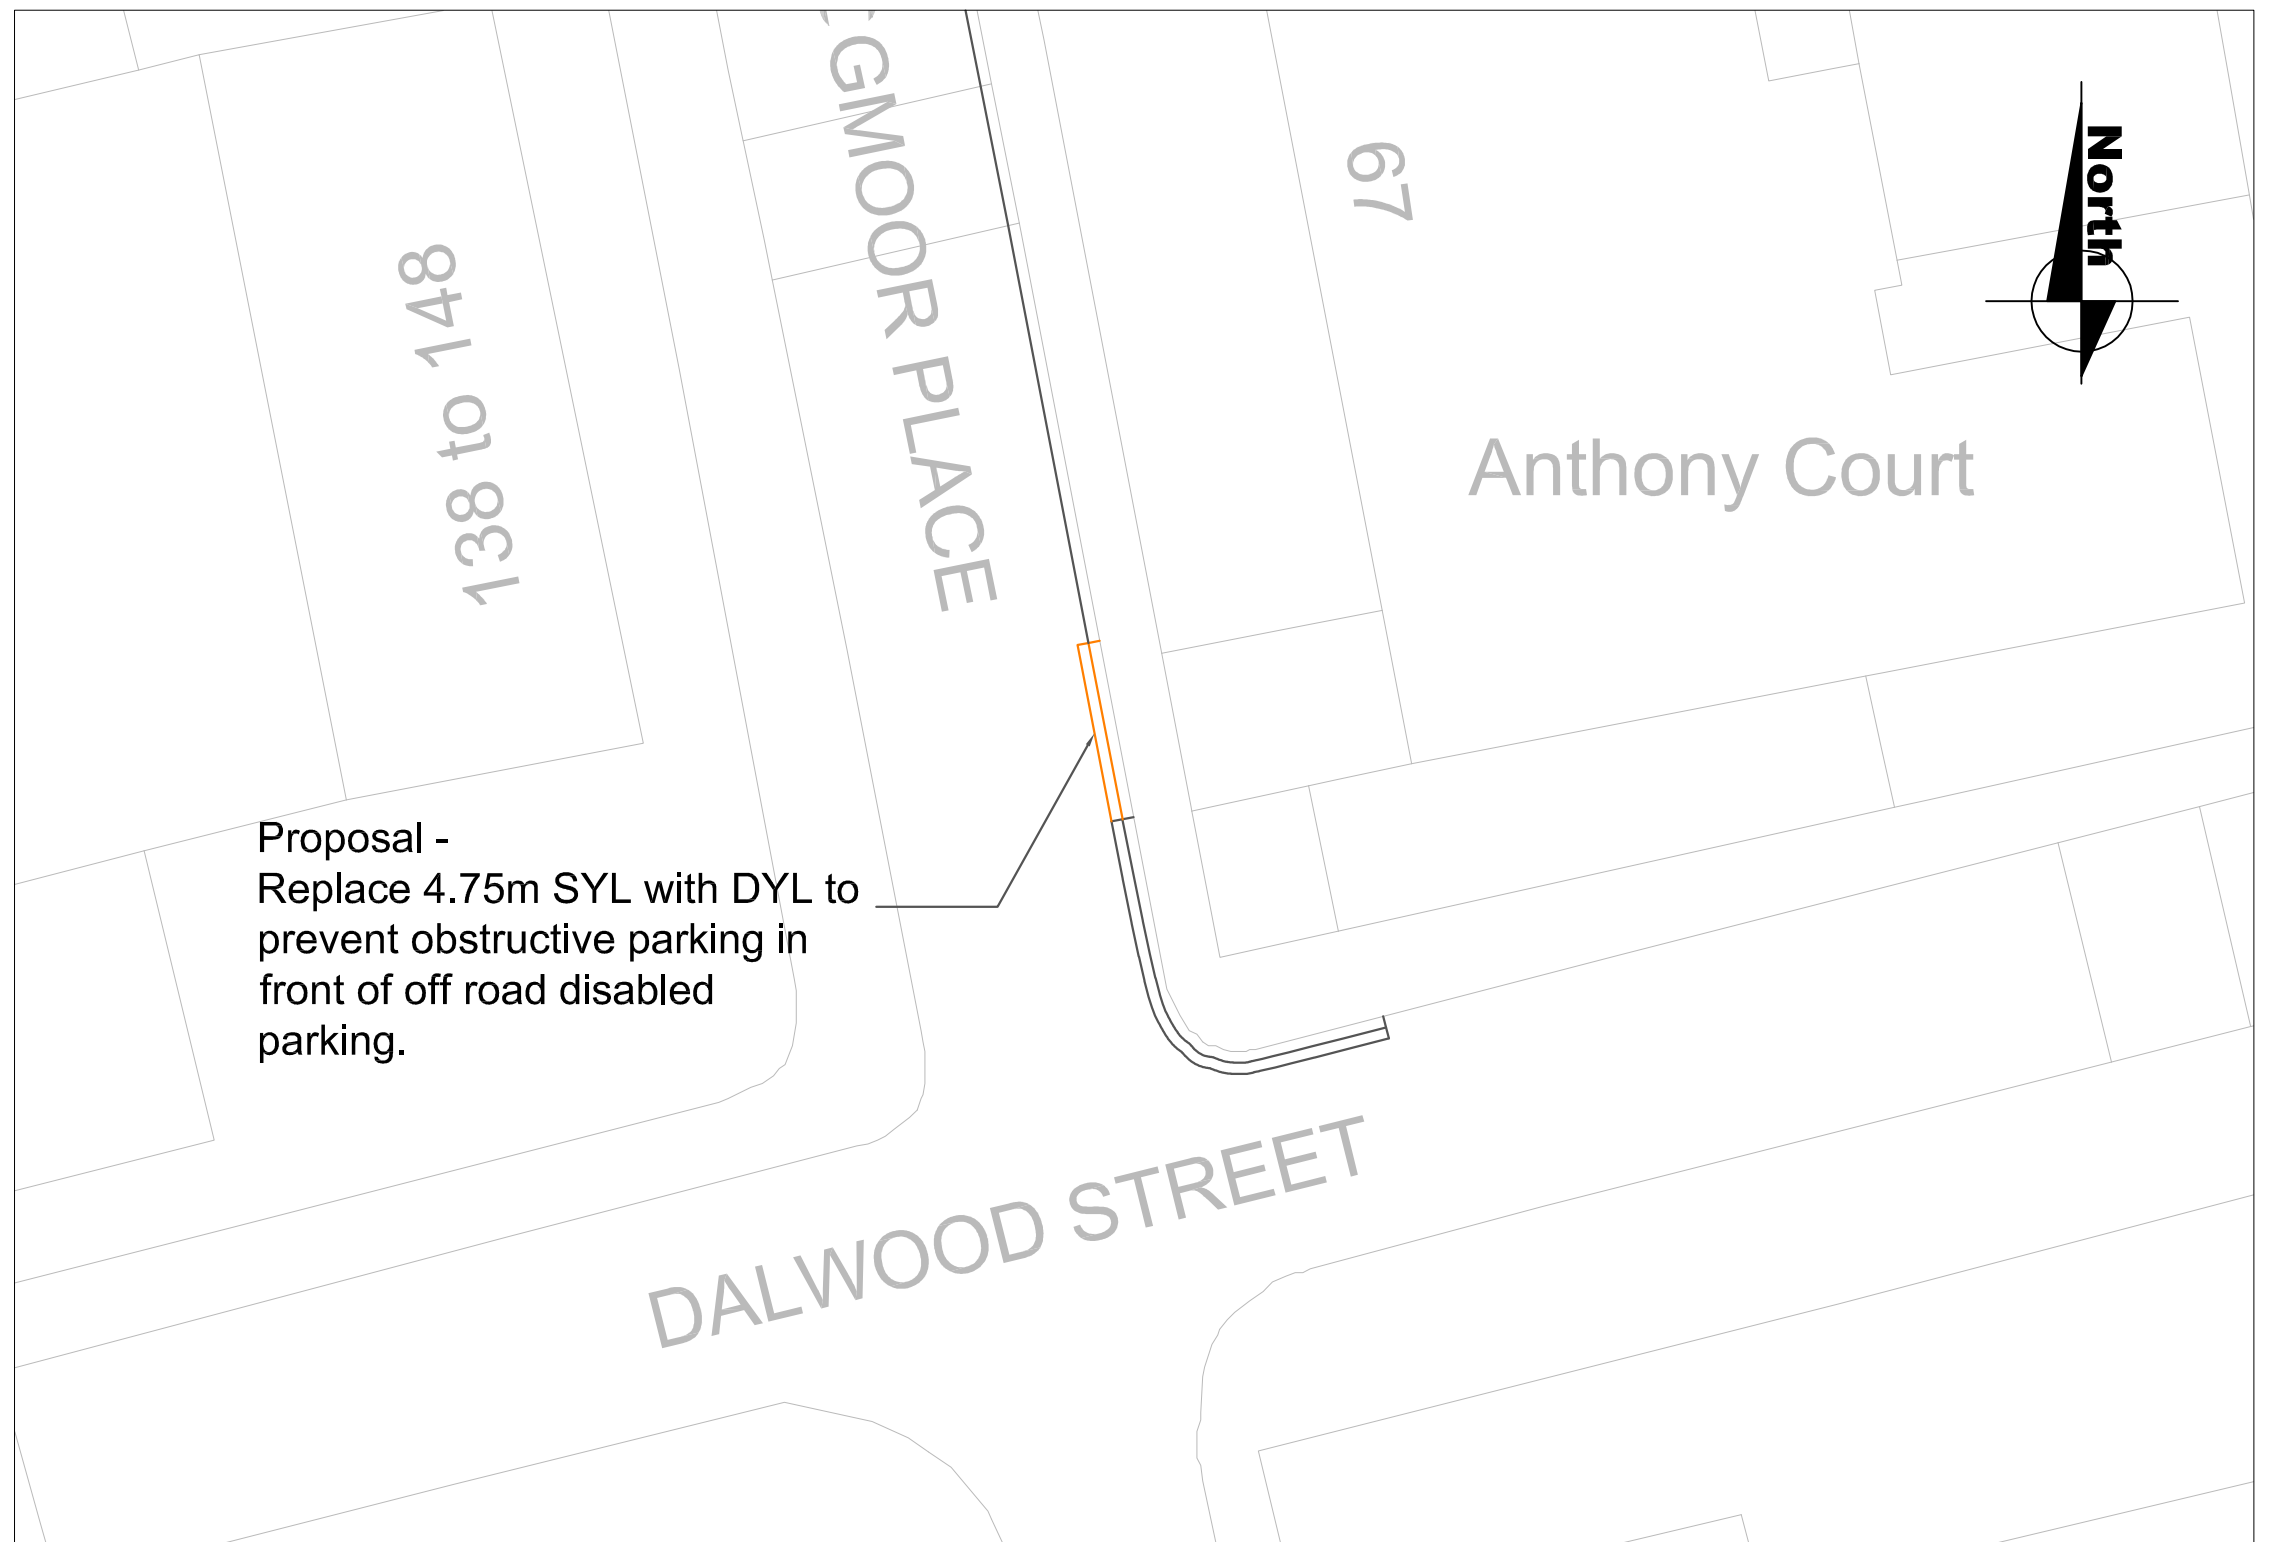 PLACE
67
North
138 to 148
Anthony Court
Proposal -
Replace 4.75m SYL with DYL to
prevent obstructive parking in
front of off road disabled
parking.
DALWOOD STREET